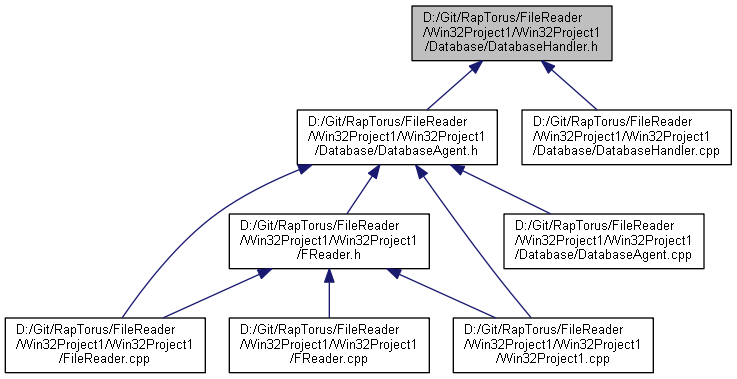 D:/Git/RapTorus/FileReader
/Win32Project1/Win32Project1
/Database/DatabaseHandler.h
D:/Git/RapTorus/FileReader
/Win32Project1/Win32Project1
/Database/DatabaseAgent.h
D:/Git/RapTorus/FileReader
/Win32Project1/Win32Project1
/Database/DatabaseHandler.cpp
D:/Git/RapTorus/FileReader
/Win32Project1/Win32Project1
/FReader.h
D:/Git/RapTorus/FileReader
/Win32Project1/Win32Project1
/Database/DatabaseAgent.cpp
D:/Git/RapTorus/FileReader
/Win32Project1/Win32Project1
/FileReader.cpp
D:/Git/RapTorus/FileReader
/Win32Project1/Win32Project1
/FReader.cpp
D:/Git/RapTorus/FileReader
/Win32Project1/Win32Project1
/Win32Project1.cpp